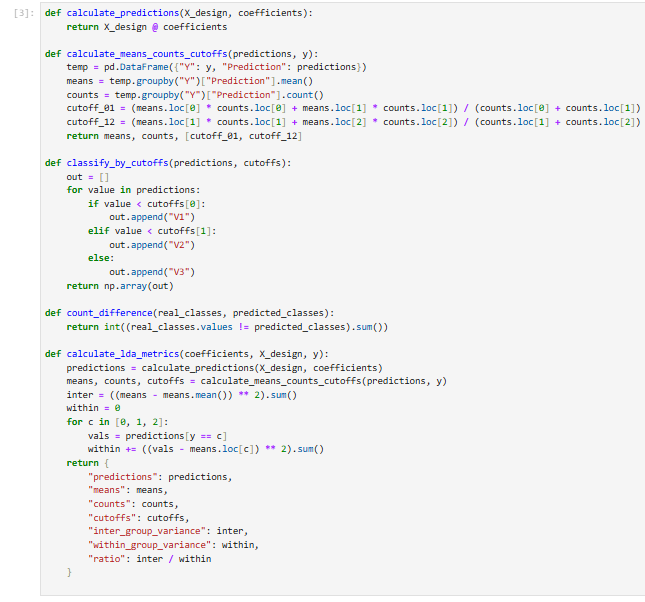 [3]: def calculate_predictions(X_design, coefficients):
    return X_design @ coefficients
def calculate_means_counts_cutoffs(predictions, y):
    temp = pd.DataFrame({"Y": y, "Prediction": predictions})
    means = temp.groupby("Y")["Prediction"].mean()
    counts = temp.groupby("Y")["Prediction"].count()
    cutoff_01 = (means.loc[0] * counts.loc[0] + means.loc[1] * counts.loc[1]) / (counts.loc[0] + counts.loc[1])
    cutoff_12 = (means.loc[1] * counts.loc[1] + means.loc[2] * counts.loc[2]) / (counts.loc[1] + counts.loc[2])
    return means, counts, [cutoff_01, cutoff_12]
def classify_by_cutoffs(predictions, cutoffs):
    out = []
    for value in predictions:
        if value < cutoffs[0]:
            out.append("V1")
        elif value < cutoffs[1]:
            out.append("V2")
        else:
            out.append("V3")
    return np.array(out)
def count_difference(real_classes, predicted_classes):
    return int((real_classes.values != predicted_classes).sum())
def calculate_lda_metrics(coefficients, X_design, y):
    predictions = calculate_predictions(X_design, coefficients)
    means, counts, cutoffs = calculate_means_counts_cutoffs(predictions, y)
    inter = ((means - means.mean()) ** 2).sum()
    within = 0
    for c in [0, 1, 2]:
        vals = predictions[y == c]
        within += ((vals - means.loc[c]) ** 2).sum()
    return {
        "predictions": predictions,
        "means": means,
        "counts": counts,
        "cutoffs": cutoffs,
        "inter_group_variance": inter,
        "within_group_variance": within,
        "ratio": inter / within
    }